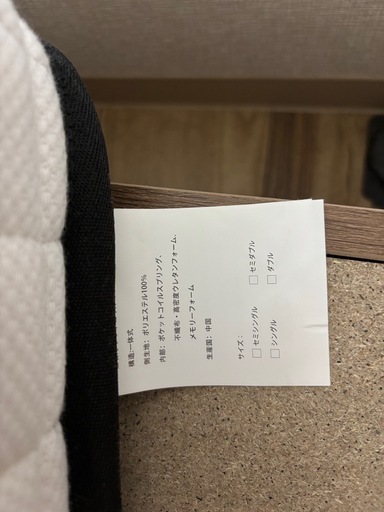 構造:一体式
側生地: ポリエステル100%
内部: ポケットコイルスプリング、
不織布・高密度ウレタンフォーム、
メモリーフォーム
生産国: 中国
サイズ:
□ セミシングル □ セミダブル
□ シングル □ ダブル